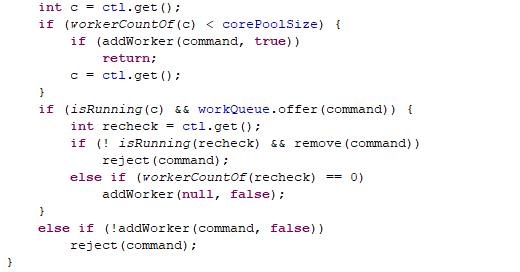 int c = ctl.get();
if (workerCountOf(c) < corePoolSize) {
if (addWorker(command, true))
return;
c = ctl.get();
}
if (isRunning(c) && workQueue.offer(command)) {
int recheck = ctl.get();
if (! isRunning(recheck) && remove(command))
reject(command);
else if (workerCountOf(recheck) == 0)
addWorker(null, false);
}
else if (!addWorker(command, false))
reject(command);
}